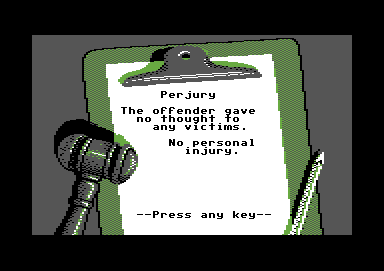 Perjury
The offender gave
no thought to
any victims.
No personal
injury.
--Press any key--